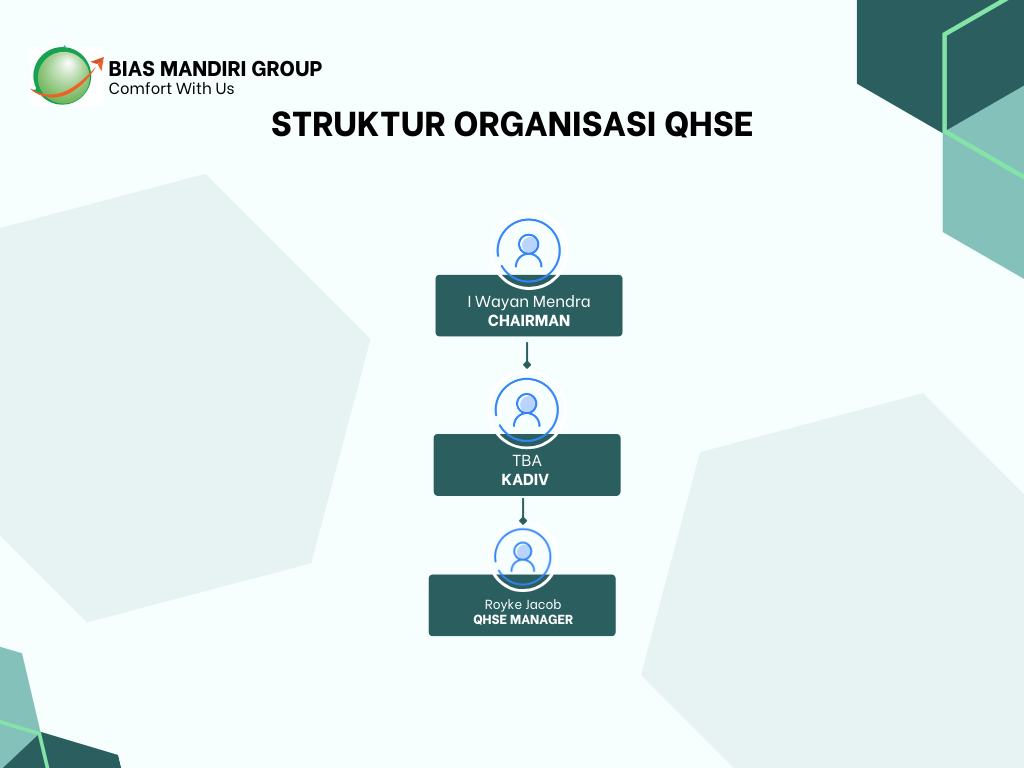 BIAS MANDIRI GROUP
Comfort With Us
STRUKTUR ORGANISASI QHSE
I Wayan Mendra
CHAIRMAN
TBA
KADIV
Royke Jacob
QHSE MANAGER